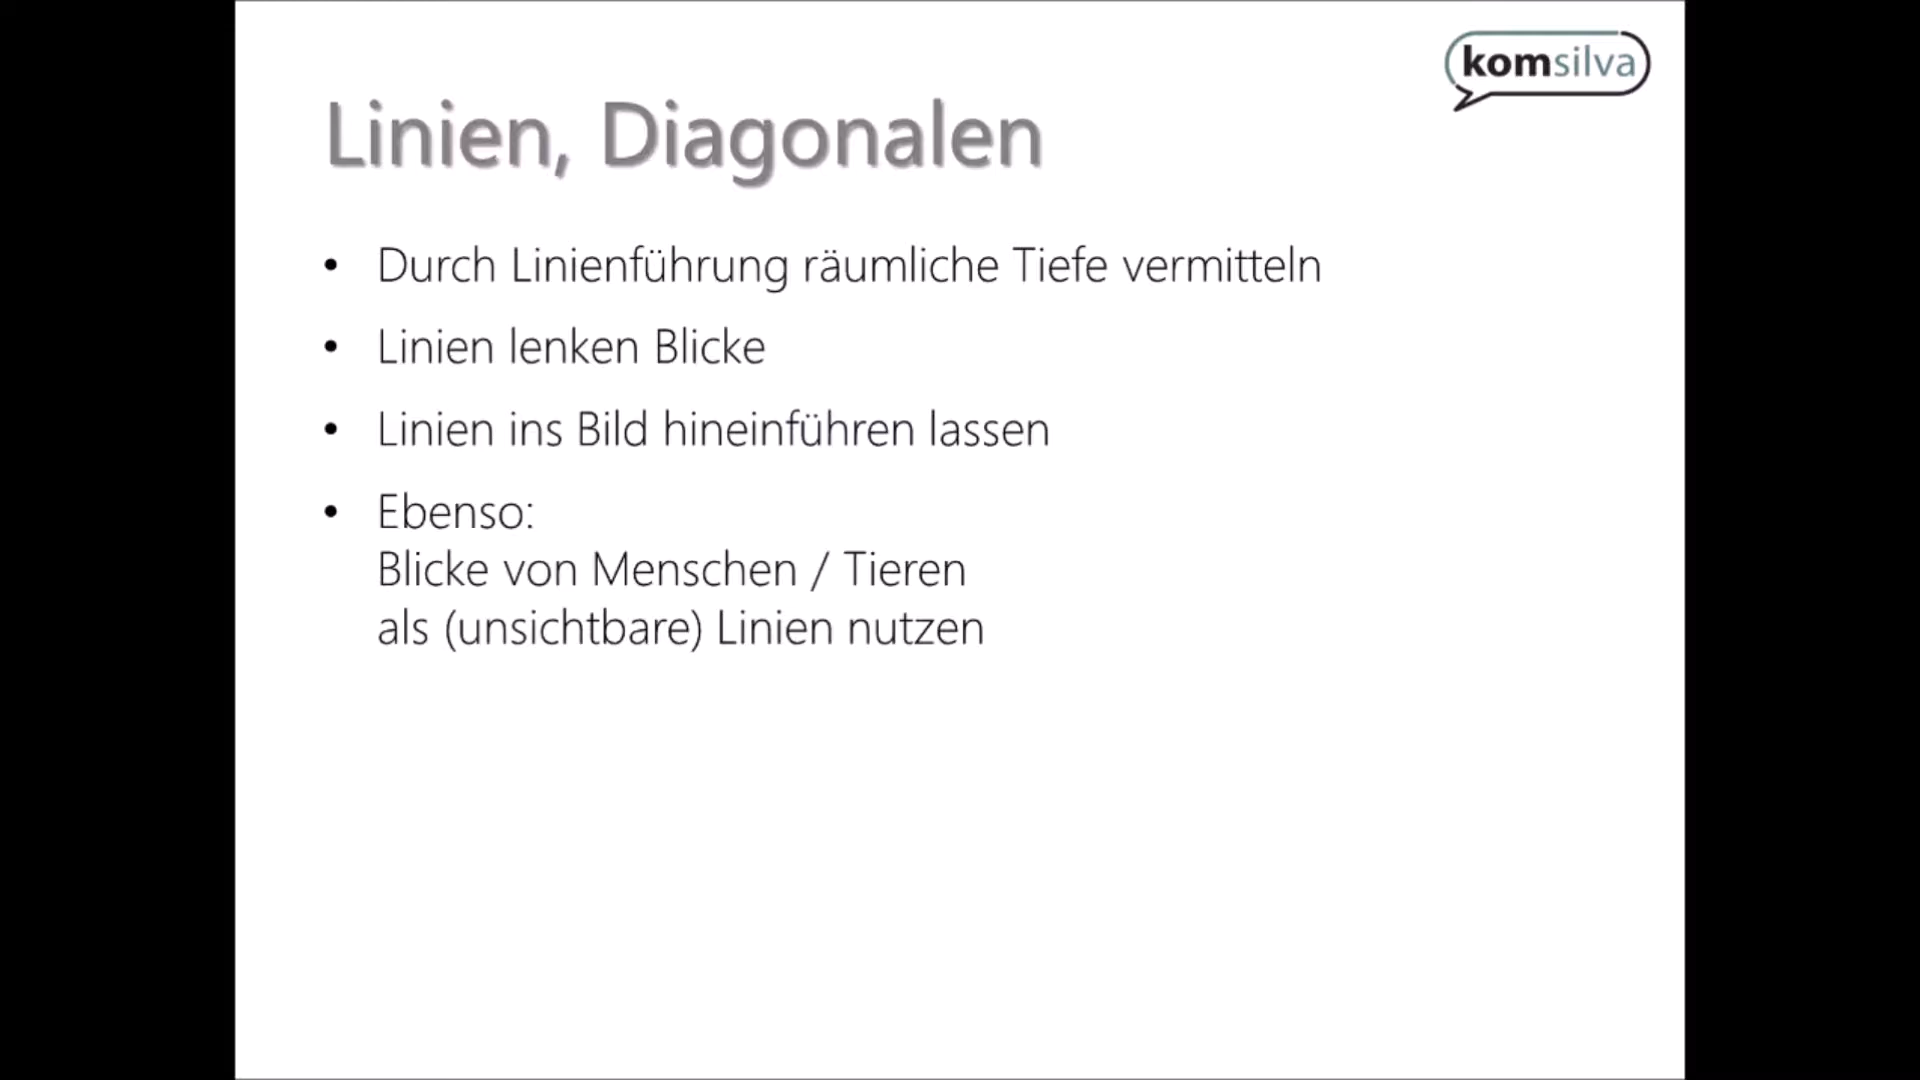 komsilva
Linien, Diagonalen
• Durch Linienführung räumliche Tiefe vermitteln
• Linien lenken Blicke
• Linien ins Bild hineinführen lassen
• Ebenso:
Blicke von Menschen / Tieren
als (unsichtbare) Linien nutzen